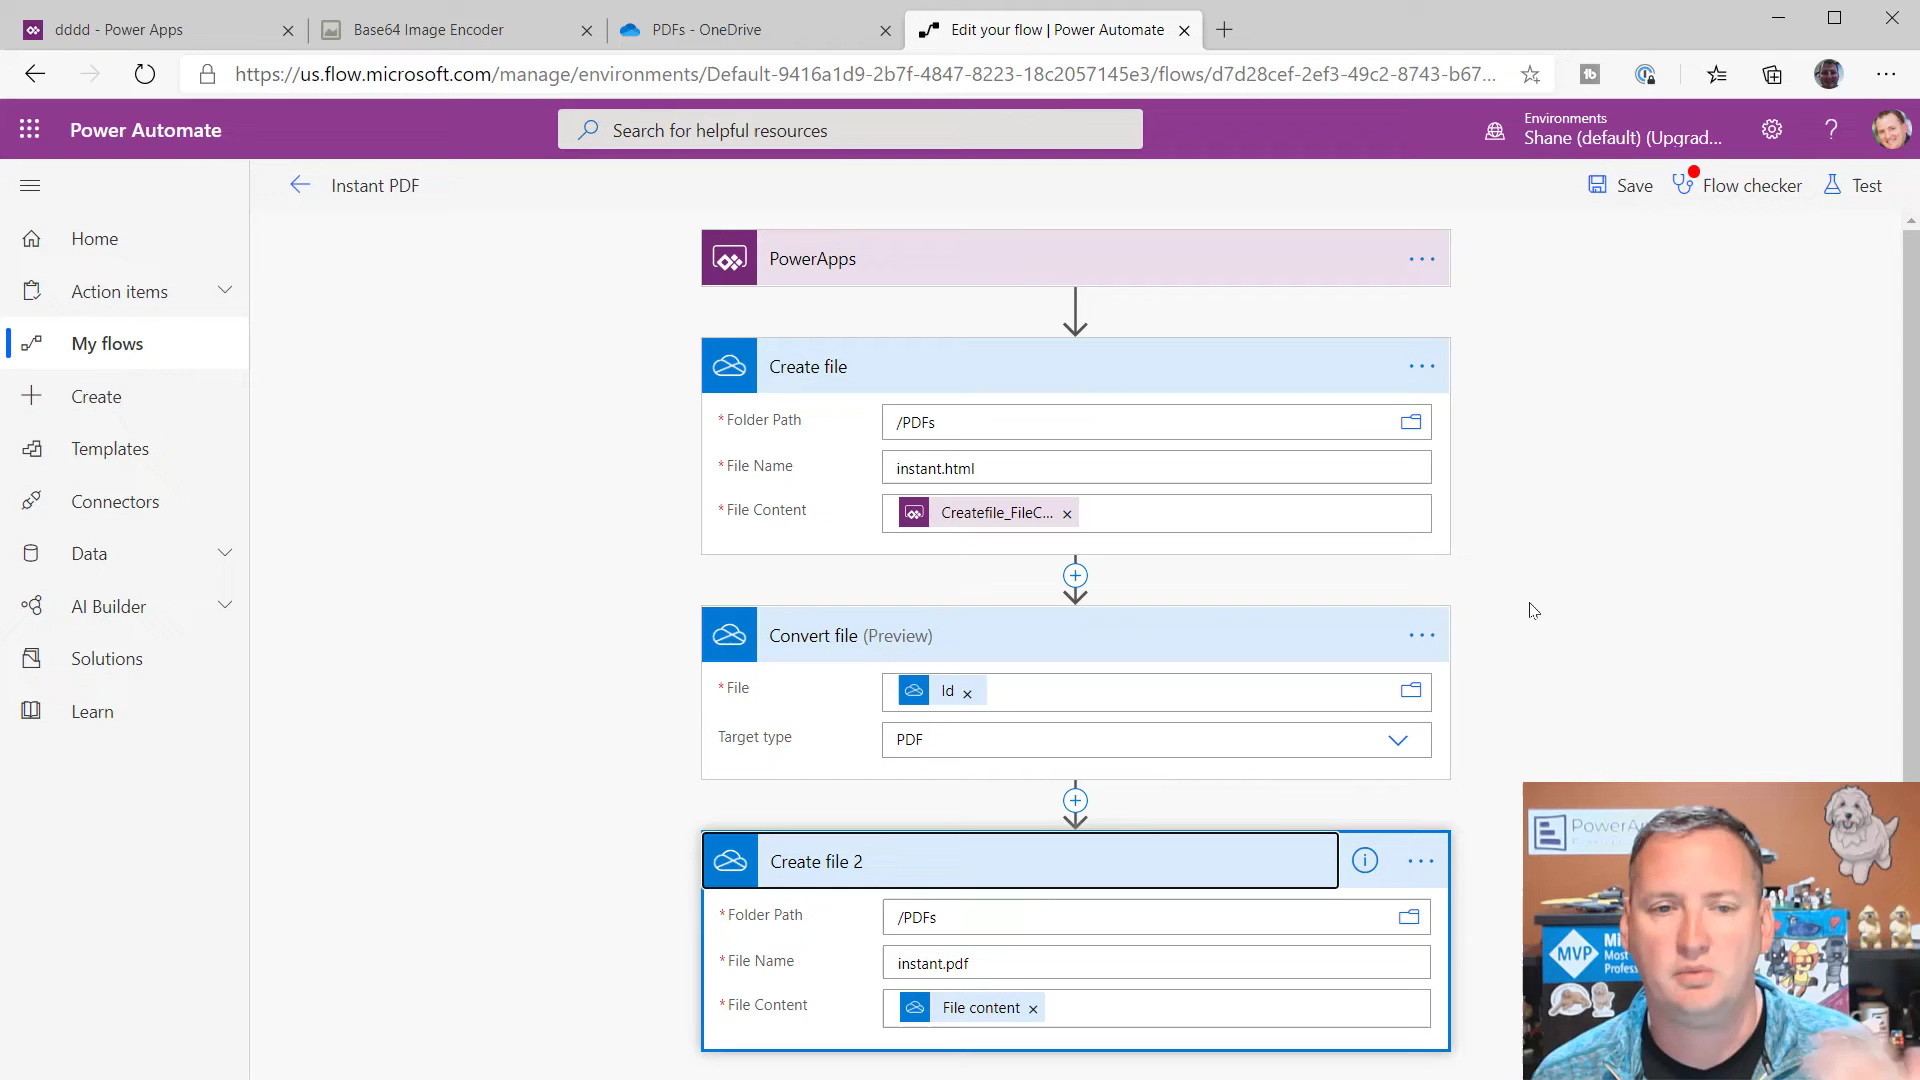 dddd - Power Apps
Base64 Image Encoder
PDFs - OneDrive
Edit your flow | Power Automate
https://us.flow.microsoft.com/manage/environments/Default-9416a1d9-2b7f-4847-8223-18c2057145e3/flows/d7d28cef-2ef3-49c2-8743-b67...
Power Automate
Search for helpful resources
Environments
Shane (default) (Upgrad...
Instant PDF
Save
Flow checker
Test
Home
Action items
My flows
Create
Templates
Connectors
Data
AI Builder
Solutions
Learn
PowerApps
Create file
*Folder Path
/PDFs
*File Name
instant.html
*File Content
Createfile_FileC...
Convert file (Preview)
*File
Id
Target type
PDF
Create file 2
*Folder Path
/PDFs
*File Name
instant.pdf
*File Content
File content
PowerA
MVP
Mi
Most
Profess